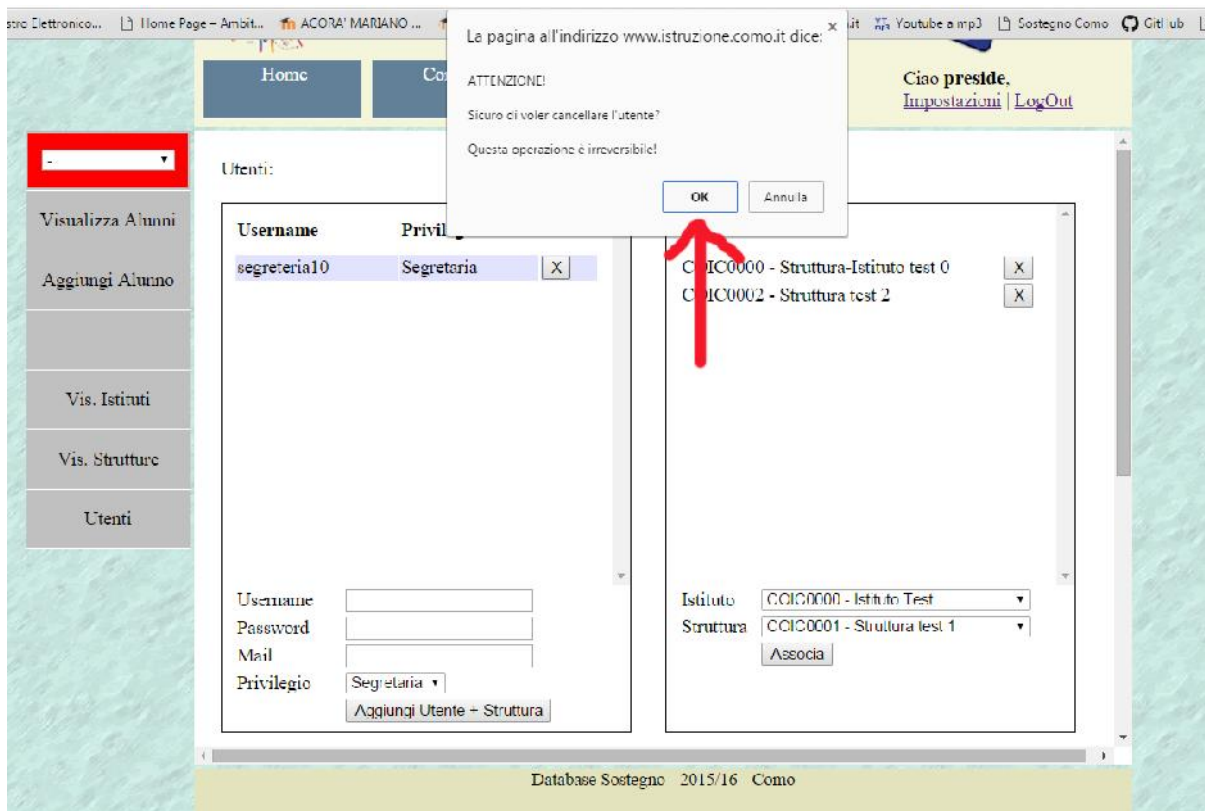 Home Page – Ambit... ACORA' MARIANO ... Youtube a mp3 Sostegno Como GitHub
La pagina all'indirizzo www.istruzione.como.it dice: ×
ATTENZIONE!
Sicuro di voler cancellare l'utente?
Questa operazione è irreversibile!
OK Annulla
Home
Ciao preside,
Impostazioni | LogOut
Visualizza Alunni
Aggiungi Alunno
Vis. Istituti
Vis. Strutture
Utenti
Utenti:
Username
segreteria10 Segretaria X
COIC0000 - Struttura-Istituto test 0 X
COIC0002 - Struttura test 2 X
Username
Password
Mail
Privilegio Segretaria
Aggiungi Utente + Struttura
Istituto COIC0000 - Istituto Test
Struttura COIC0001 - Struttura test 1
Associa
Database Sostegno 2015/16 Como